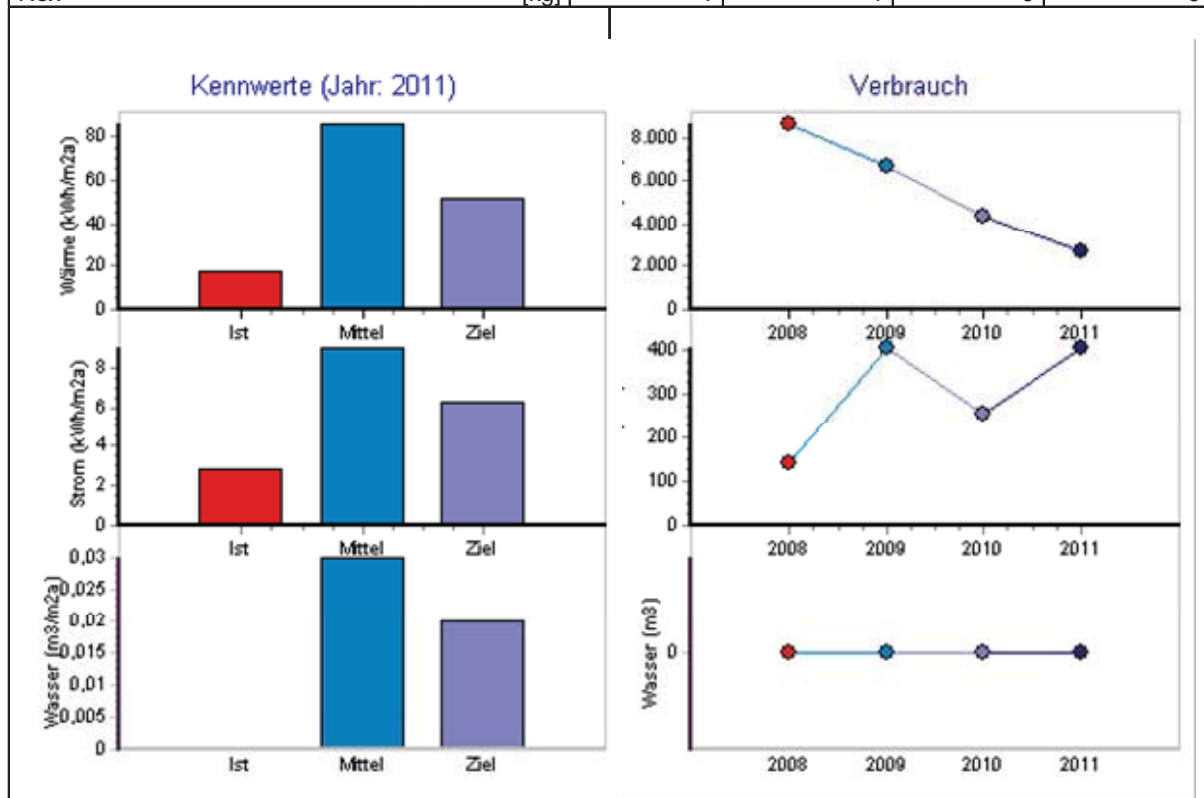 [kg]
Kennwerte (Jahr: 2011)
Wärme (kWh/m2a)
80
60
40
20
0
Ist Mittel Ziel
Strom (kWh/m2a)
8
6
4
2
0
Ist Mittel Ziel
Wasser (m3/m2a)
0,03
0,025
0,02
0,015
0,01
0,005
0
Ist Mittel Ziel
Verbrauch
8.000
6.000
4.000
2.000
0
2008 2009 2010 2011
400
300
200
100
0
2008 2009 2010 2011
Wasser (m3)
0
2008 2009 2010 2011